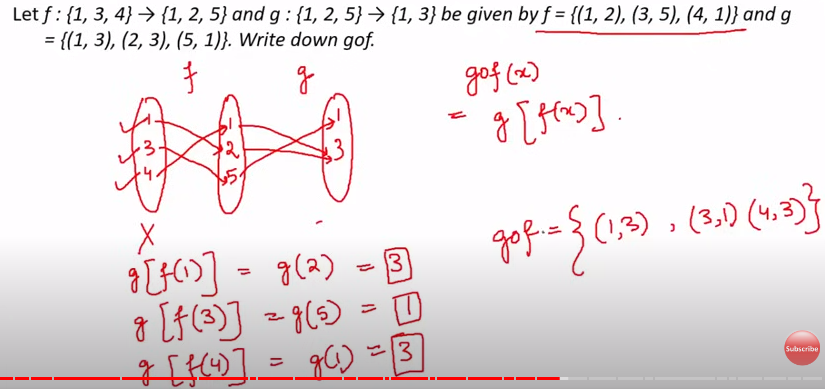 Let f : {1, 3, 4} → {1, 2, 5} and g : {1, 2, 5} → {1, 3} be given by f = {(1, 2), (3, 5), (4, 1)} and g
= {(1, 3), (2, 3), (5, 1)}. Write down gof.
f g
1 1 1
3 2 3
4 5
X
gof(x)
= g[f(x)].
gof = {(1,3), (3,1) (4,3)}
g[f(1)] = g(2) = 3
g[f(3)] = g(5) = 1
g[f(4)] = g(1) = 3
Subscribe